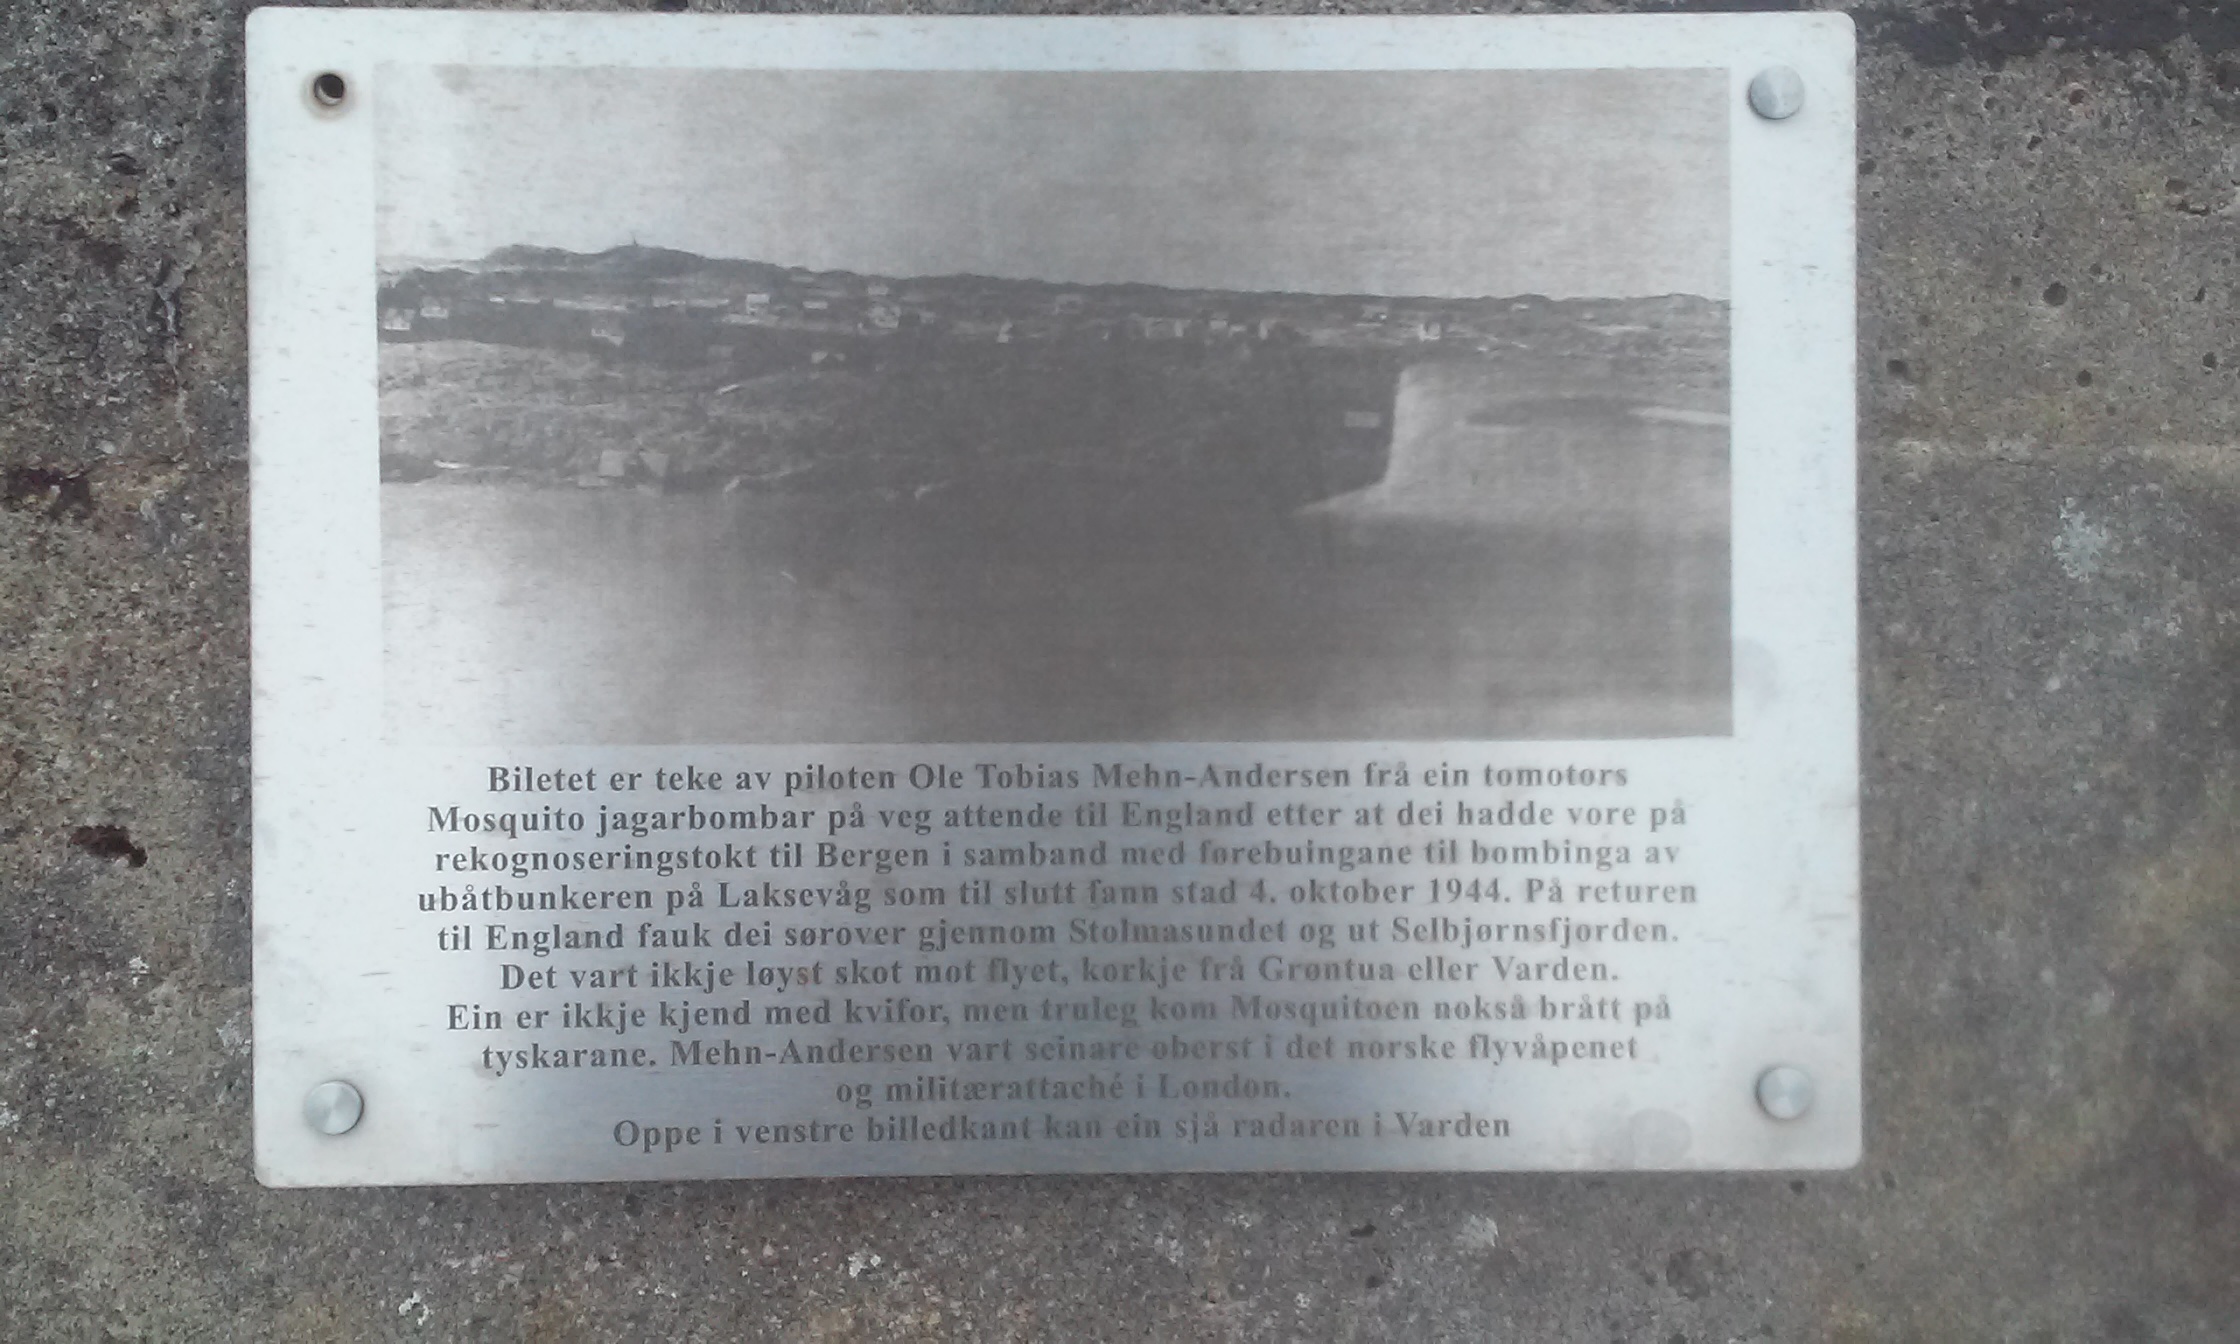 Biletet er teke av piloten Ole Tobias Mehn-Andersen frå ein tomotors
Mosquito jagarbombar på veg attende til England etter at dei hadde vore på
rekognoseringstokt til Bergen i samband med førebuingane til bombinga av
ubåtbunkeren på Laksevåg som til slutt fann stad 4. oktober 1944. På returen
til England fauk dei sørover gjennom Stolmasundet og ut Selbjørnsfjorden.
Det vart ikkje løyst skot mot flyet, korkje frå Grøntua eller Varden.
Ein er ikkje kjend med kvifor, men truleg kom Mosquitoen nokså brått på
tyskarane. Mehn-Andersen vart seinare oberst i det norske flyvåpenet
og militærattaché i London.
Oppe i venstre billedkant kan ein sjå radaren i Varden